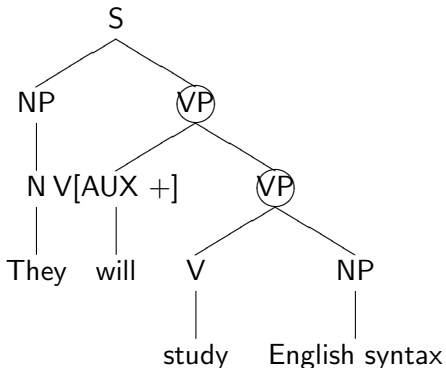 S
NP VP
N V[AUX +] VP
They will V NP
study English syntax